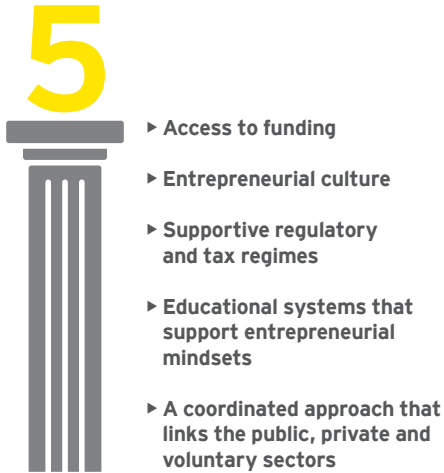 5
▸ Access to funding
▸ Entrepreneurial culture
▸ Supportive regulatory
and tax regimes
▸ Educational systems that
support entrepreneurial
mindsets
▸ A coordinated approach that
links the public, private and
voluntary sectors